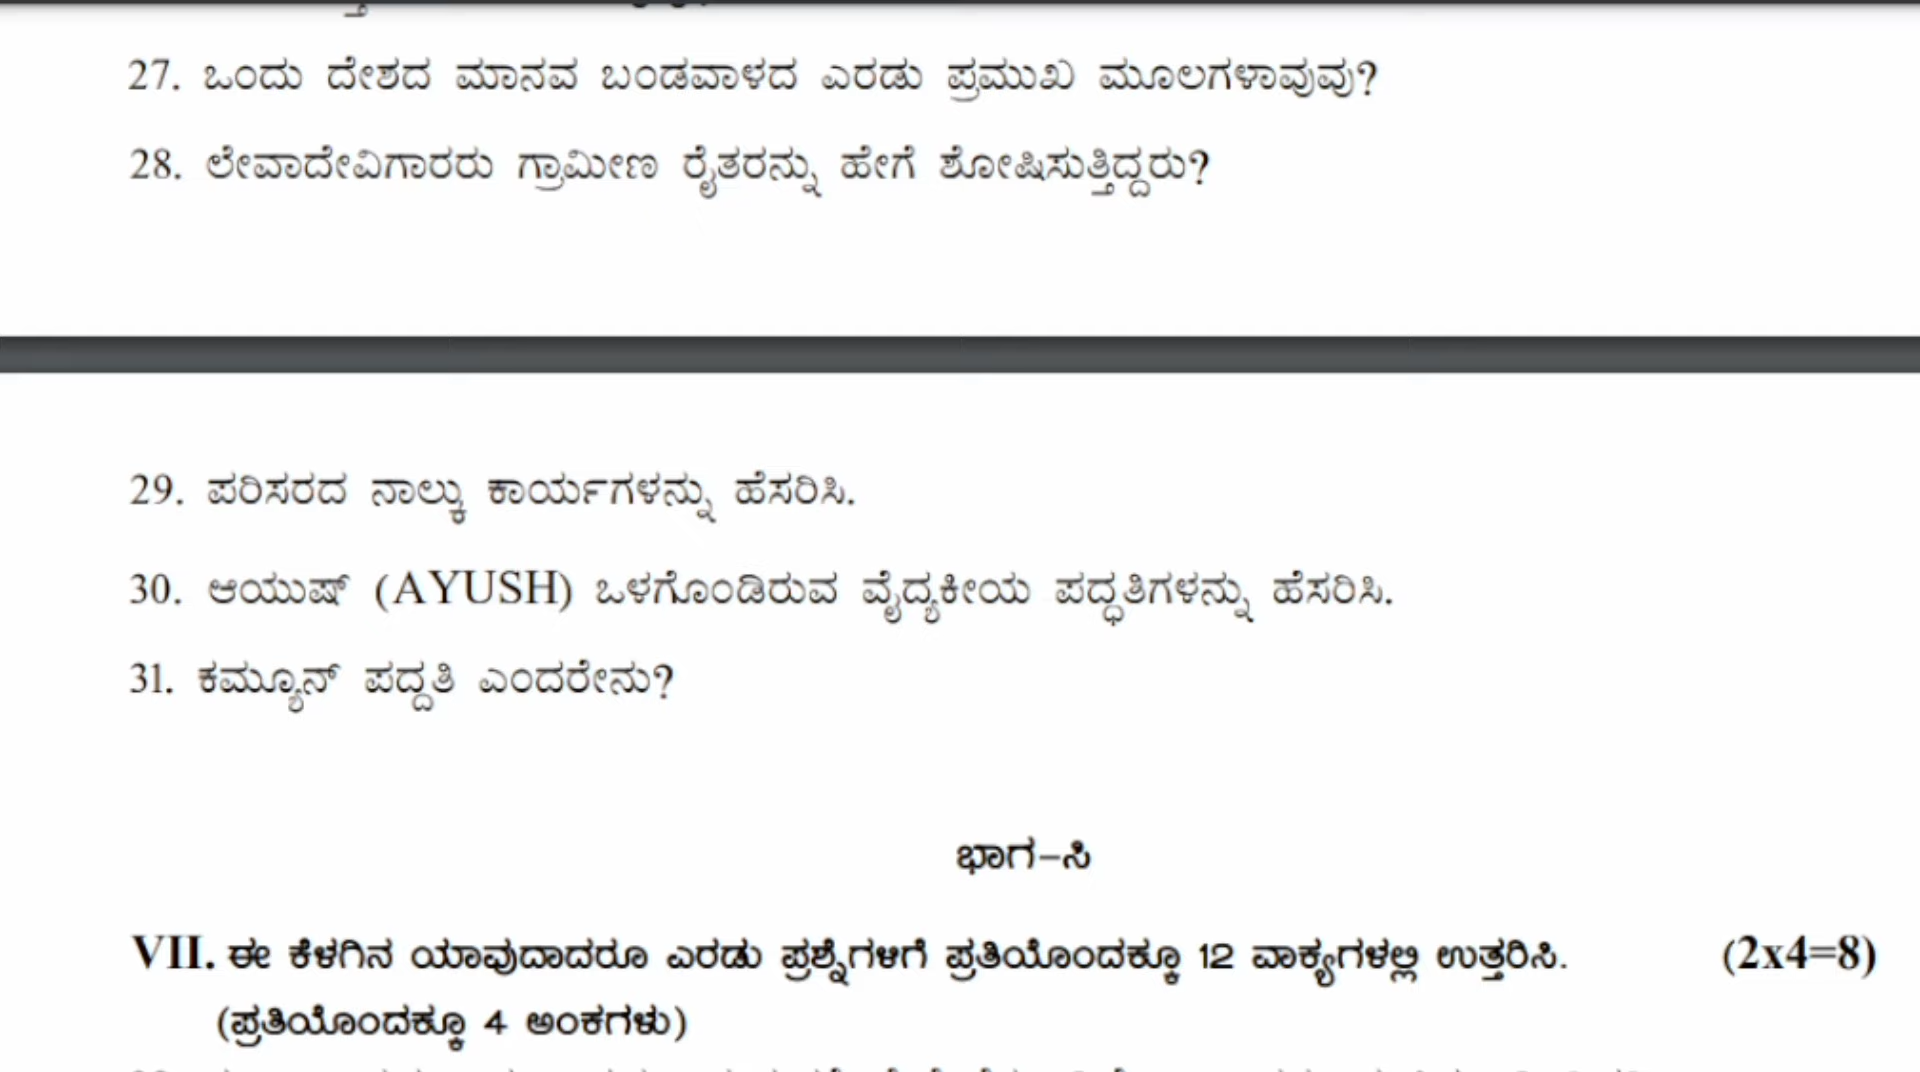 27. ಒಂದು ದೇಶದ ಮಾನವ ಬಂಡವಾಳದ ಎರಡು ಪ್ರಮುಖ ಮೂಲಗಳಾವುವು?
28. ಲೇವಾದೇವಿಗಾರರು ಗ್ರಾಮೀಣ ರೈತರನ್ನು ಹೇಗೆ ಶೋಷಿಸುತ್ತಿದ್ದರು?
29. ಪರಿಸರದ ನಾಲ್ಕು ಕಾರ್ಯಗಳನ್ನು ಹೆಸರಿಸಿ.
30. ಆಯುಷ್ (AYUSH) ಒಳಗೊಂಡಿರುವ ವೈದ್ಯಕೀಯ ಪದ್ಧತಿಗಳನ್ನು ಹೆಸರಿಸಿ.
31. ಕಮ್ಯೂನ್ ಪದ್ದತಿ ಎಂದರೇನು?
ಭಾಗ-ಸಿ
VII. ಈ ಕೆಳಗಿನ ಯಾವುದಾದರೂ ಎರಡು ಪ್ರಶ್ನೆಗಳಿಗೆ ಪ್ರತಿಯೊಂದಕ್ಕೂ 12 ವಾಕ್ಯಗಳಲ್ಲಿ ಉತ್ತರಿಸಿ. (2x4=8)
(ಪ್ರತಿಯೊಂದಕ್ಕೂ 4 ಅಂಕಗಳು)